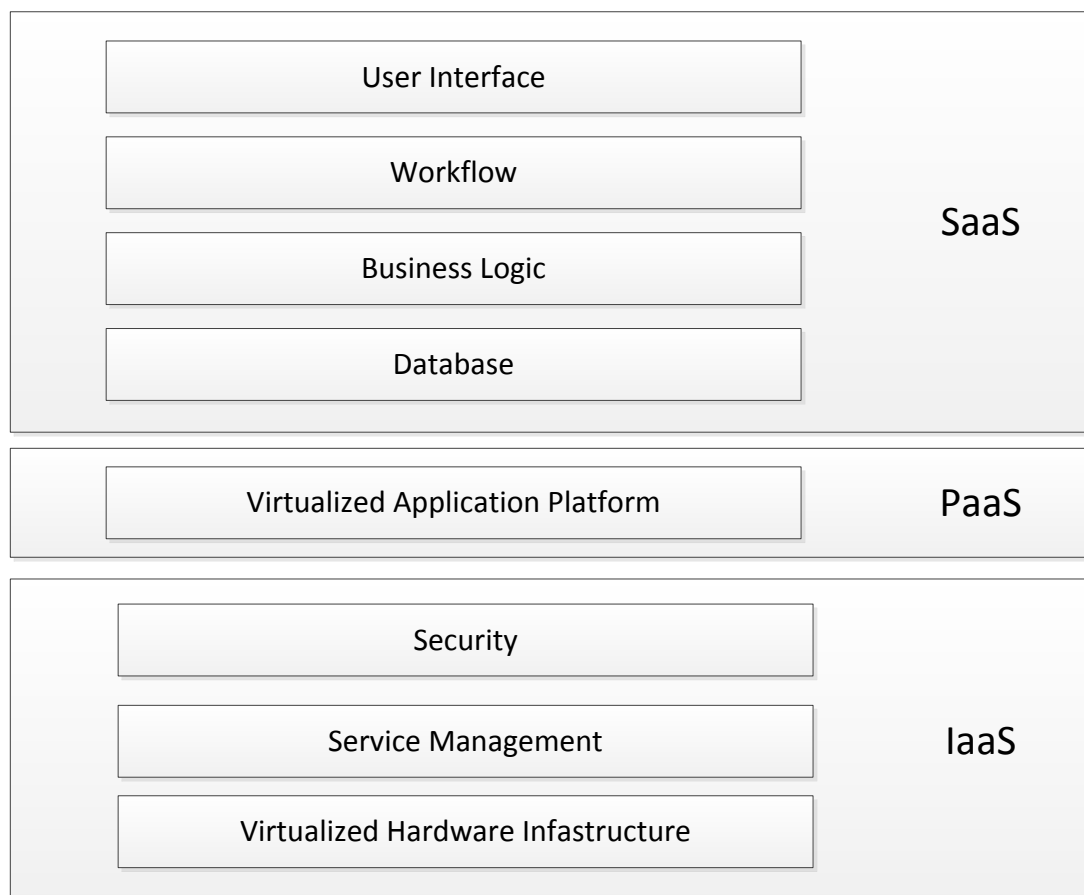 User Interface
Workflow
SaaS
Business Logic
Database
Virtualized Application Platform
PaaS
Security
Service Management
IaaS
Virtualized Hardware Infastructure